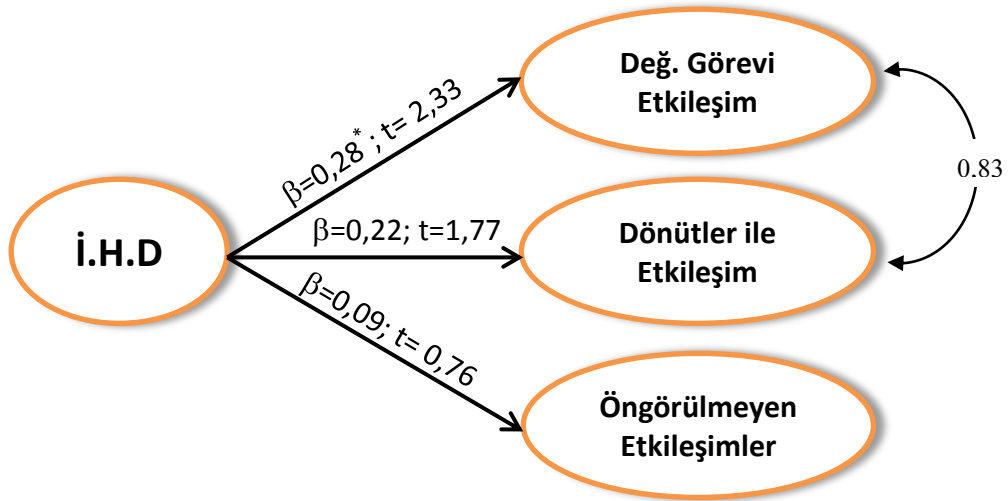 Değ. Görevi
Etkileşim
β=0,28* ; t= 2,33
0.83
İ.H.D
β=0,22; t=1,77
Dönütler ile
Etkileşim
β=0,09; t= 0,76
Öngörülmeyen
Etkileşimler